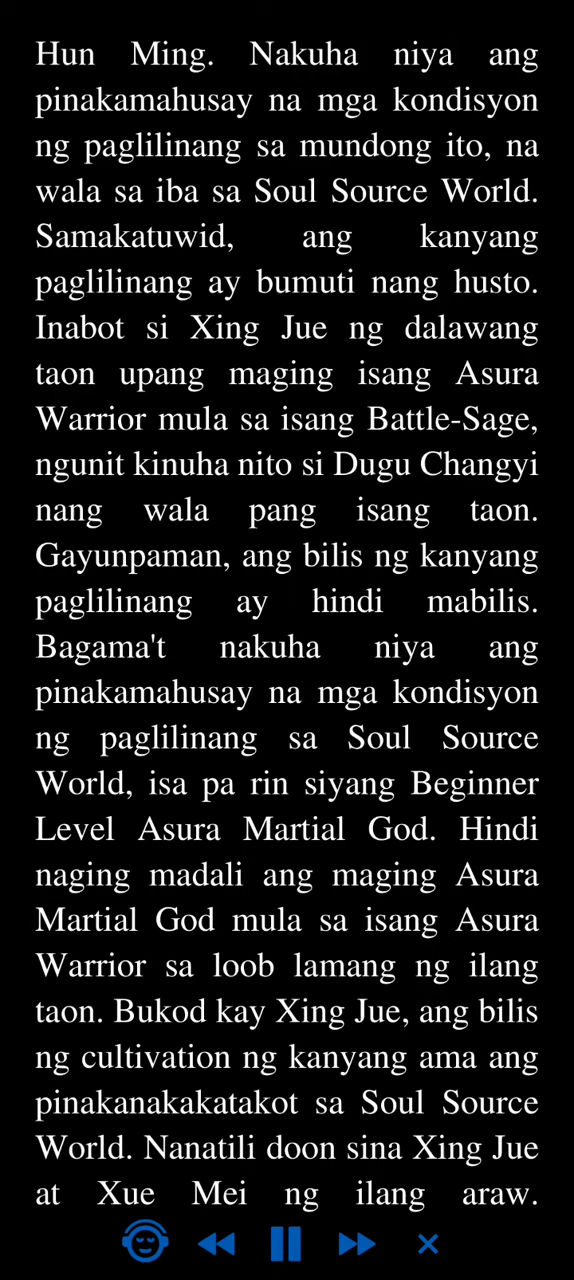 Hun Ming. Nakuha niya ang
pinakamahusay na mga kondisyon
ng paglilinang sa mundong ito, na
wala sa iba sa Soul Source World.
Samakatuwid, ang kanyang
paglilinang ay bumuti nang husto.
Inabot si Xing Jue ng dalawang
taon upang maging isang Asura
Warrior mula sa isang Battle-Sage,
ngunit kinuha nito si Dugu Changyi
nang wala pang isang taon.
Gayunpaman, ang bilis ng kanyang
paglilinang ay hindi mabilis.
Bagama't nakuha niya ang
pinakamahusay na mga kondisyon
ng paglilinang sa Soul Source
World, isa pa rin siyang Beginner
Level Asura Martial God. Hindi
naging madali ang maging Asura
Martial God mula sa isang Asura
Warrior sa loob lamang ng ilang
taon. Bukod kay Xing Jue, ang bilis
ng cultivation ng kanyang ama ang
pinakanakakatakot sa Soul Source
World. Nanatili doon sina Xing Jue
at Xue Mei ng ilang araw.